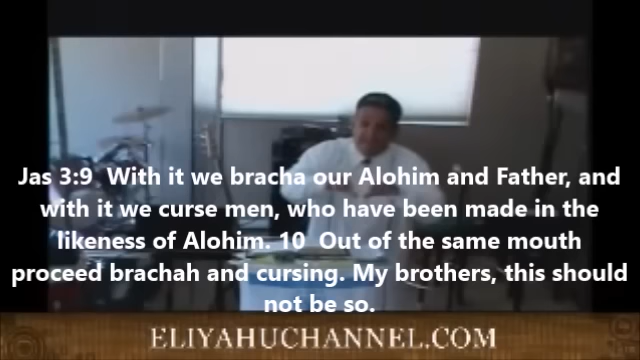 Jas 3:9  With it we bracha our Alohim and Father, and
with it we curse men, who have been made in the
likeness of Alohim. 10  Out of the same mouth
proceed brachah and cursing. My brothers, this should
not be so.
ELIYAHUCHANNEL.COM